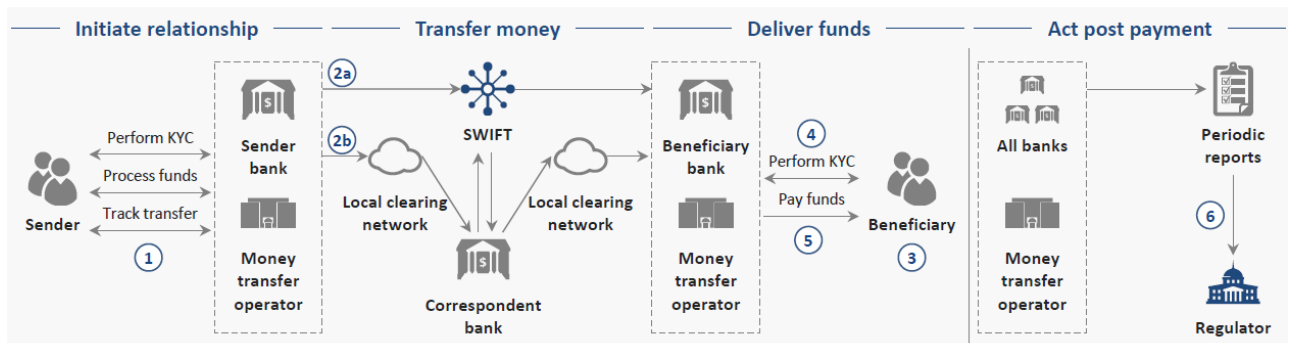 Initiate relationship
Transfer money
Deliver funds
Act post payment
Perform KYC
Process funds
Track transfer
Sender
1
$
Sender
bank
Money
transfer
operator
2a
2b
SWIFT
Local clearing
network
Local clearing
network
$
Correspondent
bank
$
Beneficiary
bank
Money
transfer
operator
4
Perform KYC
Pay funds
5
Beneficiary
3
$
All banks
Money
transfer
operator
Periodic
reports
6
Regulator